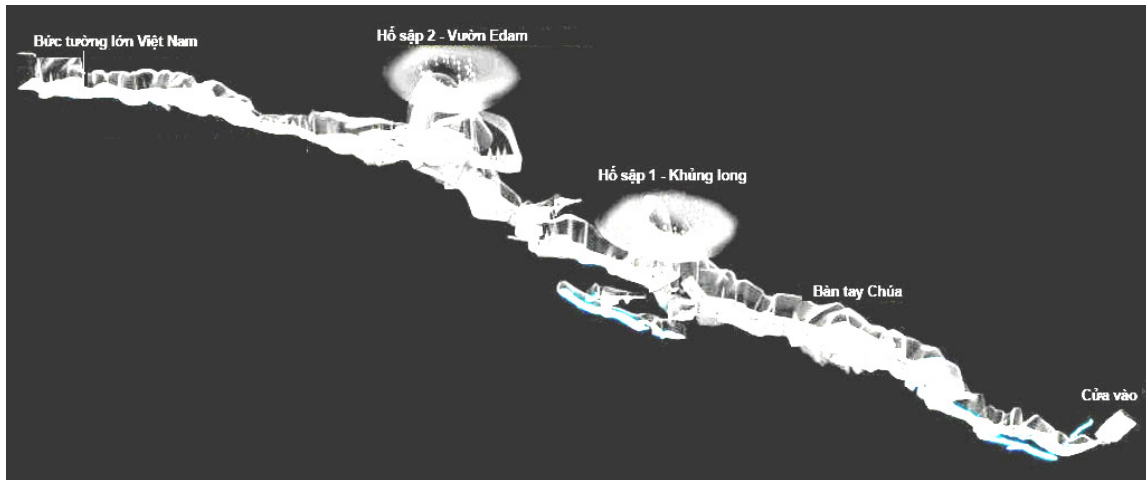 Bức tường lớn Việt Nam
Hố sập 2 - Vườn Edam
Hố sập 1 - Khủng long
Bàn tay Chúa
Cửa vào